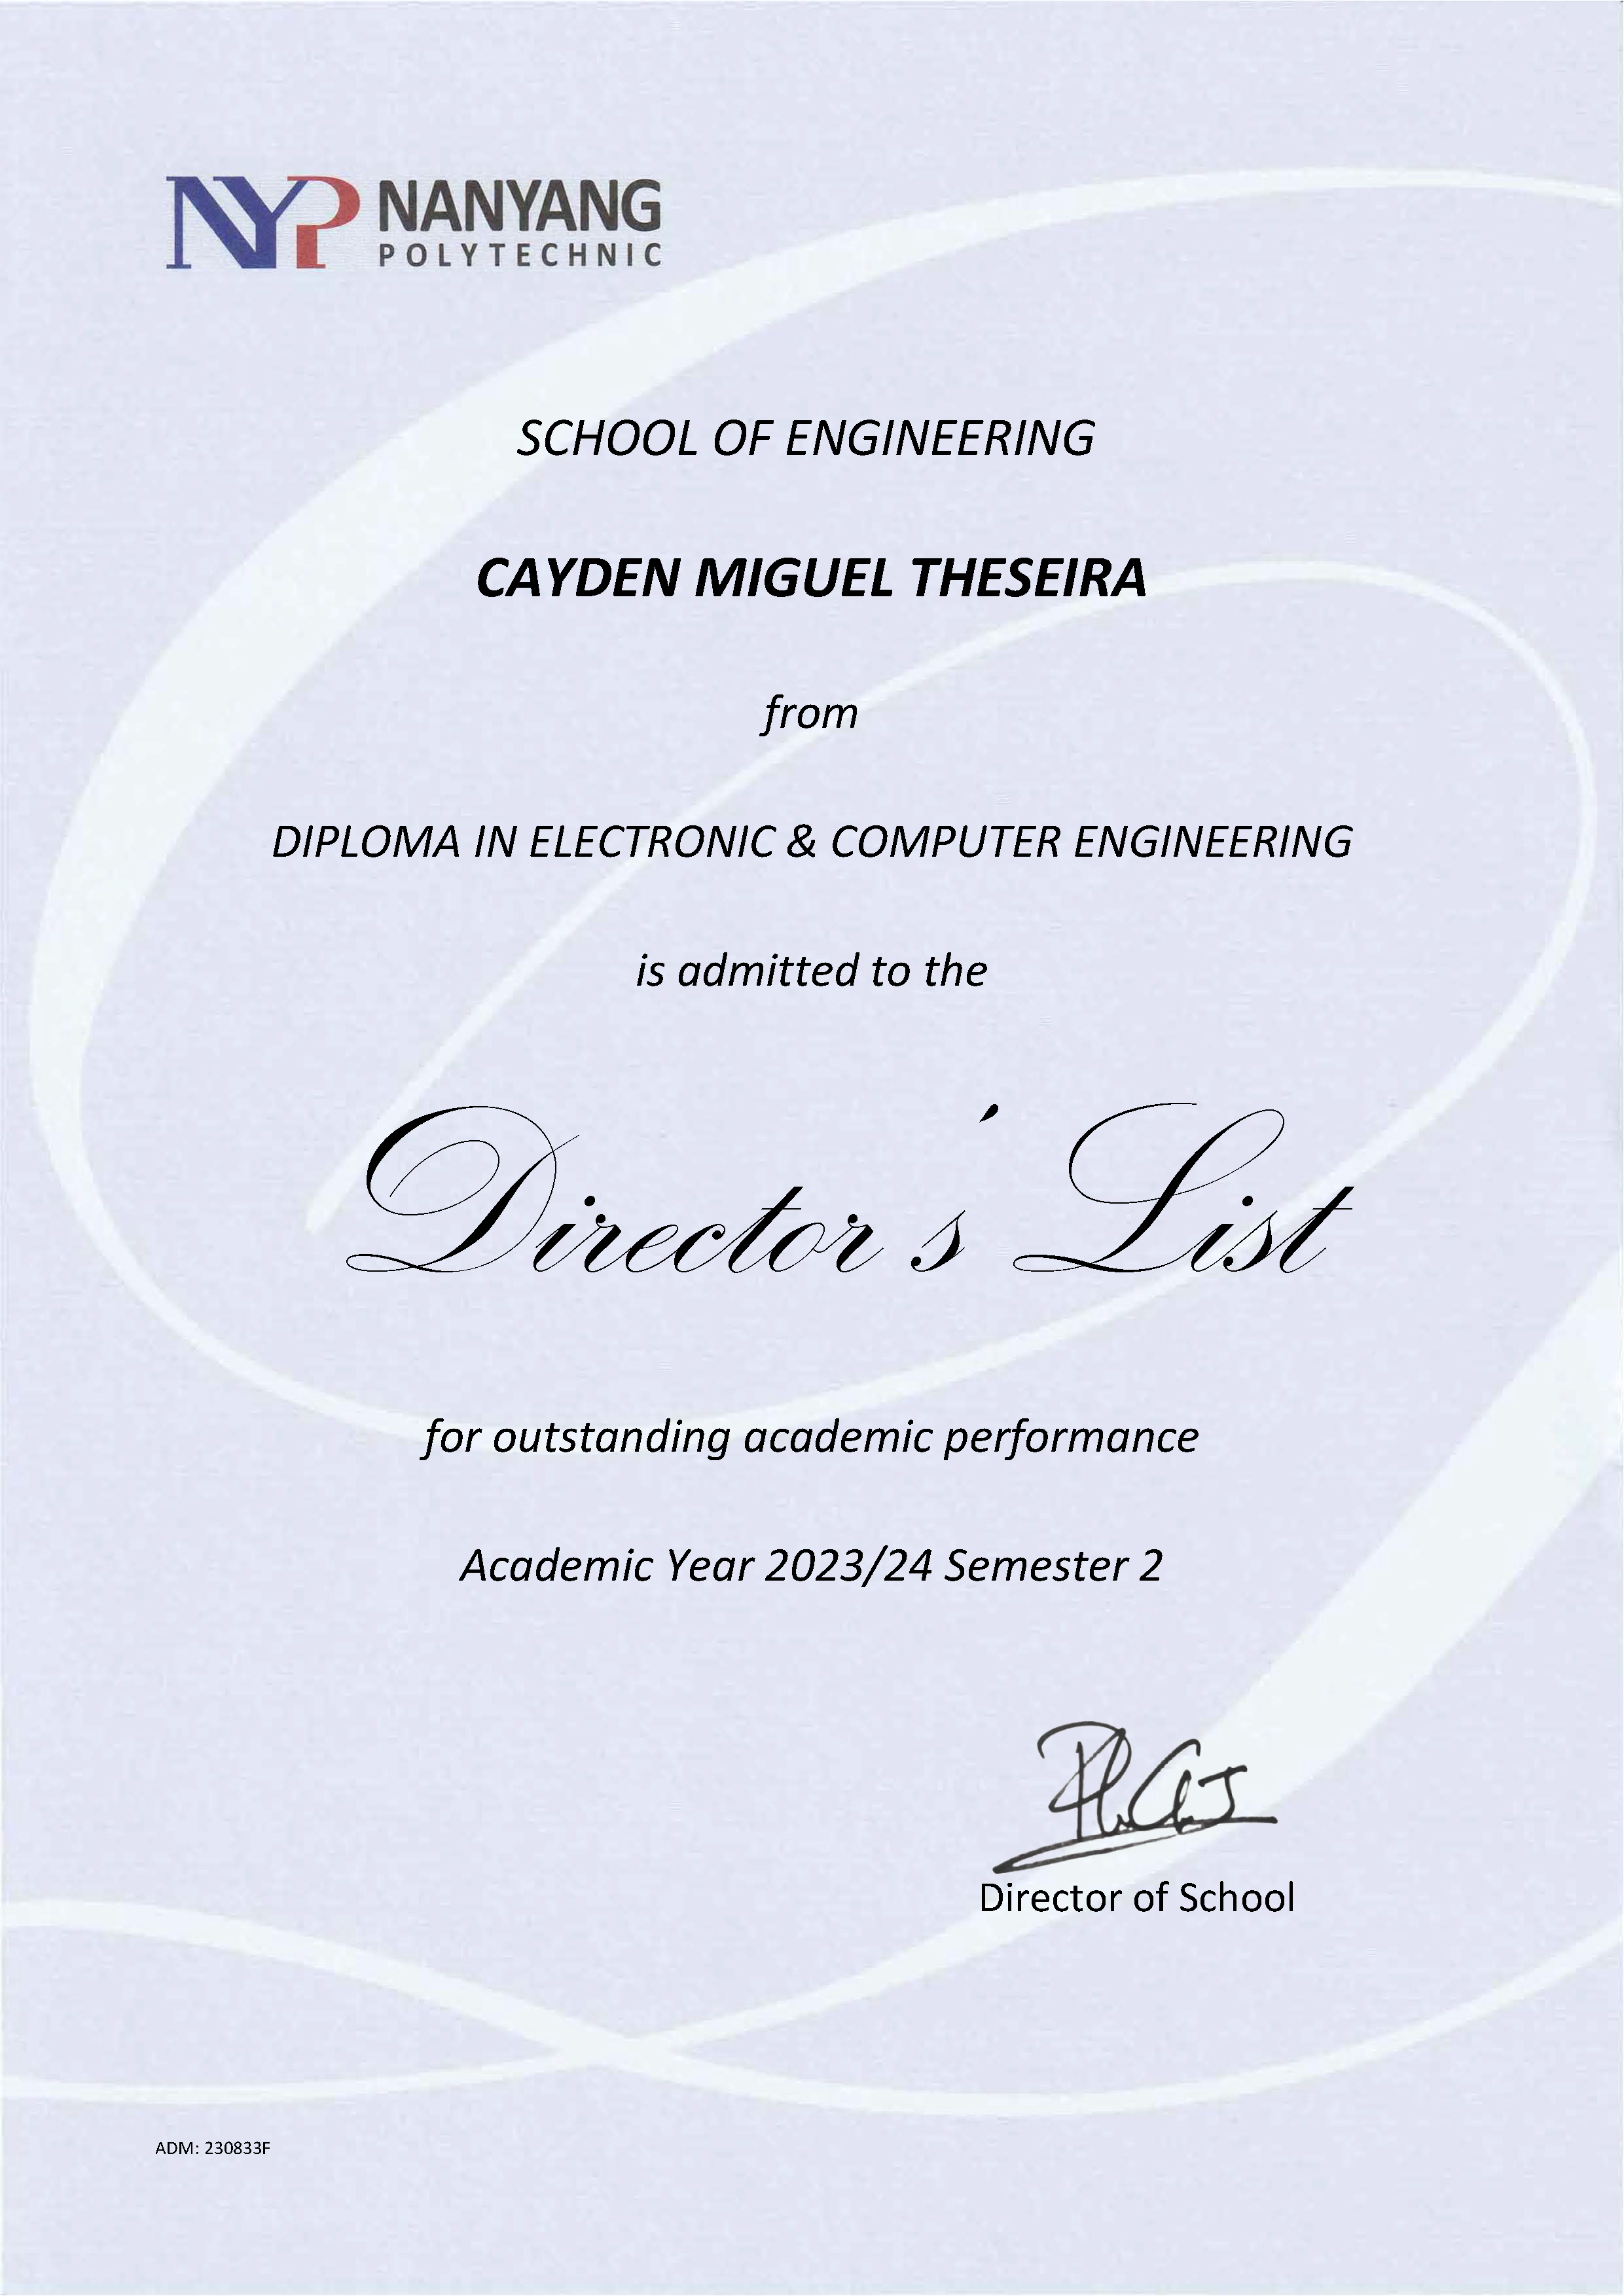 NYP NANYANG
POLYTECHNIC
SCHOOL OF ENGINEERING
CAYDEN MIGUEL THESEIRA
from
DIPLOMA IN ELECTRONIC & COMPUTER ENGINEERING
is admitted to the
Director's List
for outstanding academic performance
Academic Year 2023/24 Semester 2
Director of School
ADM: 230833F